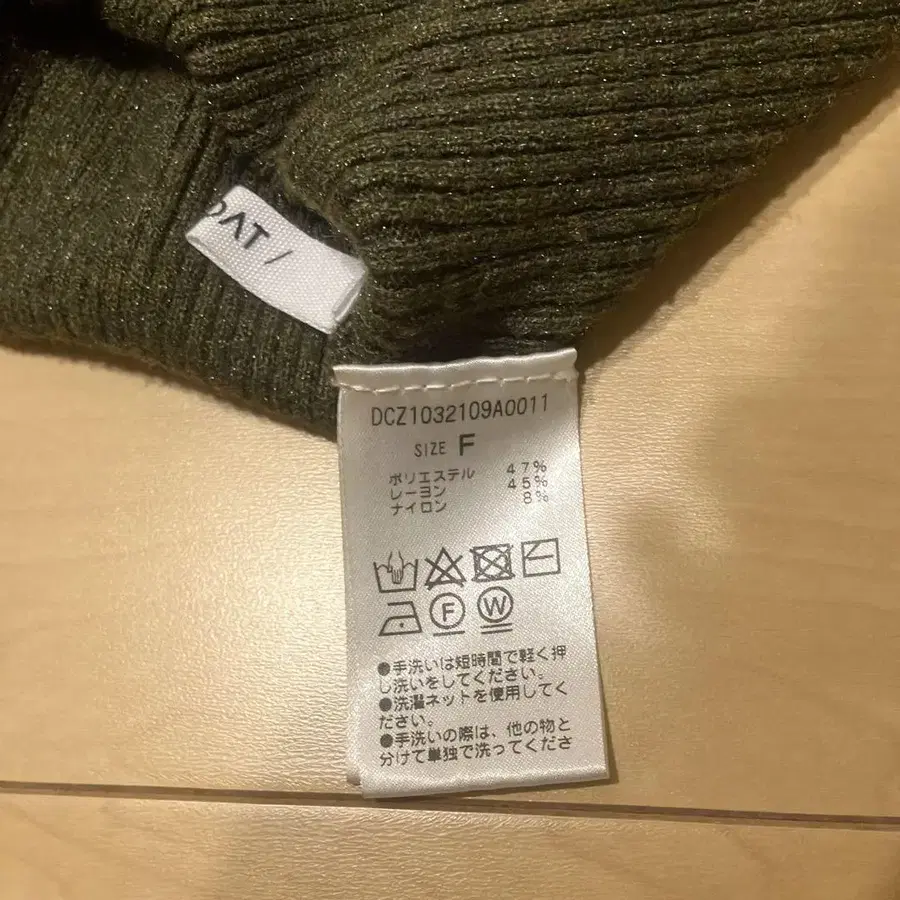 OAT /
DCZ1032109A0011
SIZE F
ポリエステル 47%
レーヨン 45%
ナイロン 8%
F W
●手洗いは短時間で軽く押
し洗いをしてください。
●洗濯ネットを使用してく
ださい。
●手洗いの際は、他の物と
分けて単独で洗ってくださ